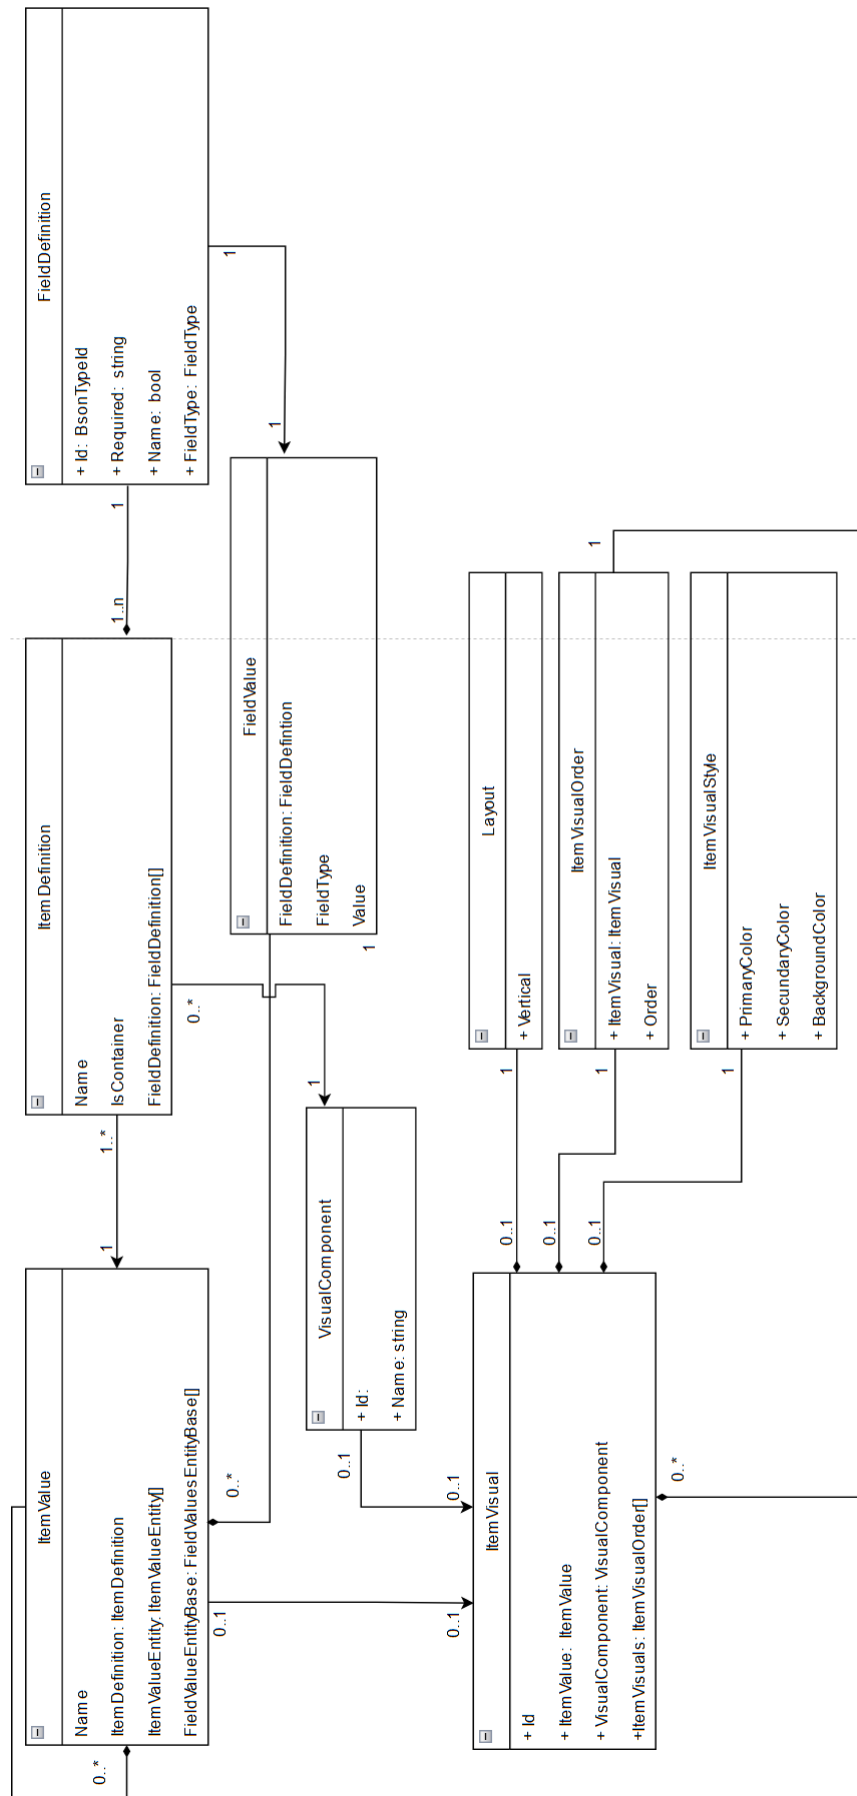 Item Value
Name
ItemDefinition: ItemDefinition
ItemValueEntity: ItemValueEntity[]
FieldValueEntityBase: FieldValuesEntityBase[]
0..*
0..*
0..1
1
1..*
Item Definition
Name
IsContainer
FieldDefinition: FieldDefinition[]
0..*
1..n
1
FieldDefinition
+ Id: BsonTypeId
+ Required: string
+ Name: bool
+ FieldType: FieldType
1
1
FieldValue
FieldDefinition: FieldDefintion
FieldType
Value
1
1
VisualComponent
+ Id:
+ Name: string
0..1
0..1
0..1
ItemVisual
+ Id
+ ItemValue: ItemValue
+ VisualComponent: VisualComponent
+ItemVisuals: ItemVisualOrder[]
0..*
0..1
0..1
0..1
1
1
1
Layout
+ Vertical
ItemVisualOrder
+ ItemVisual: ItemVisual
+ Order
1
ItemVisualStyle
+ PrimaryColor
+ SecundaryColor
+ BackgroundColor